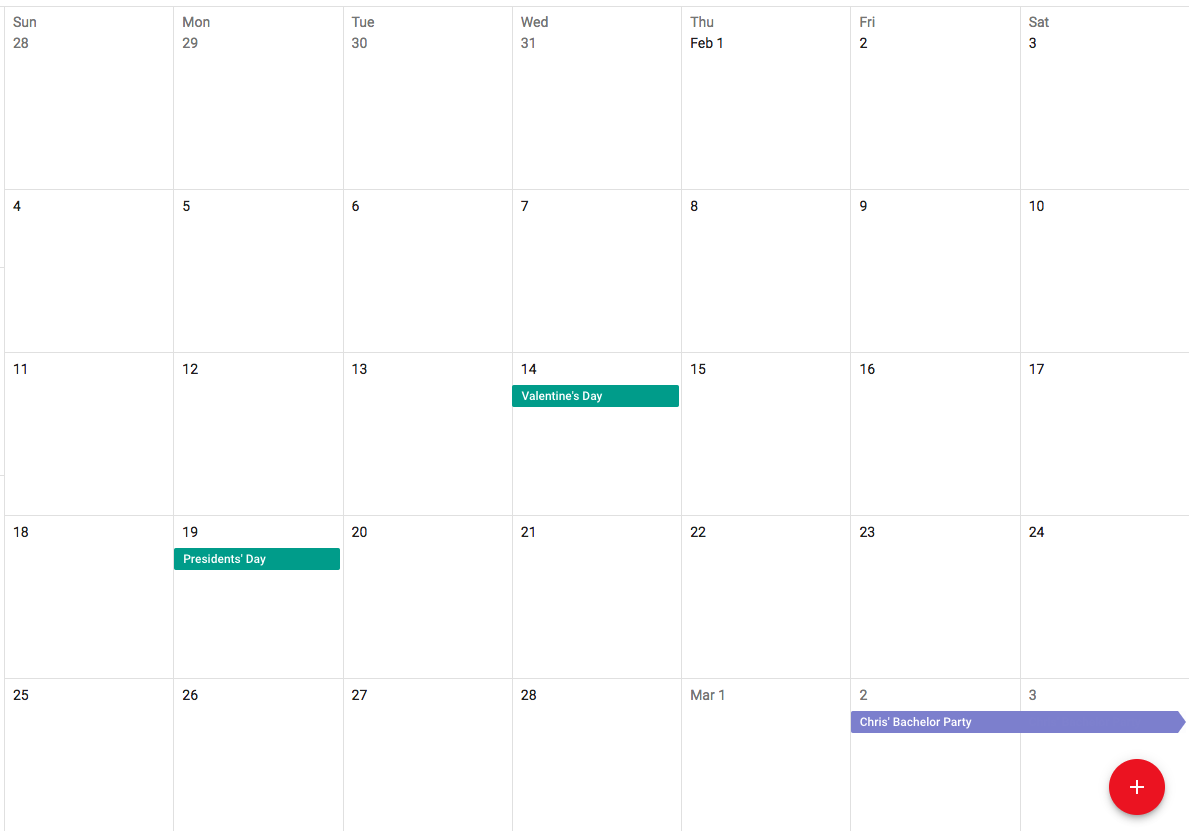 Sun Mon Tue Wed Thu Fri Sat
28 29 30 31 Feb 1 2 3
4 5 6 7 8 9 10
11 12 13 14 15 16 17
Valentine's Day
18 19 20 21 22 23 24
Presidents' Day
25 26 27 28 Mar 1 2 3
Chris' Bachelor Party
+